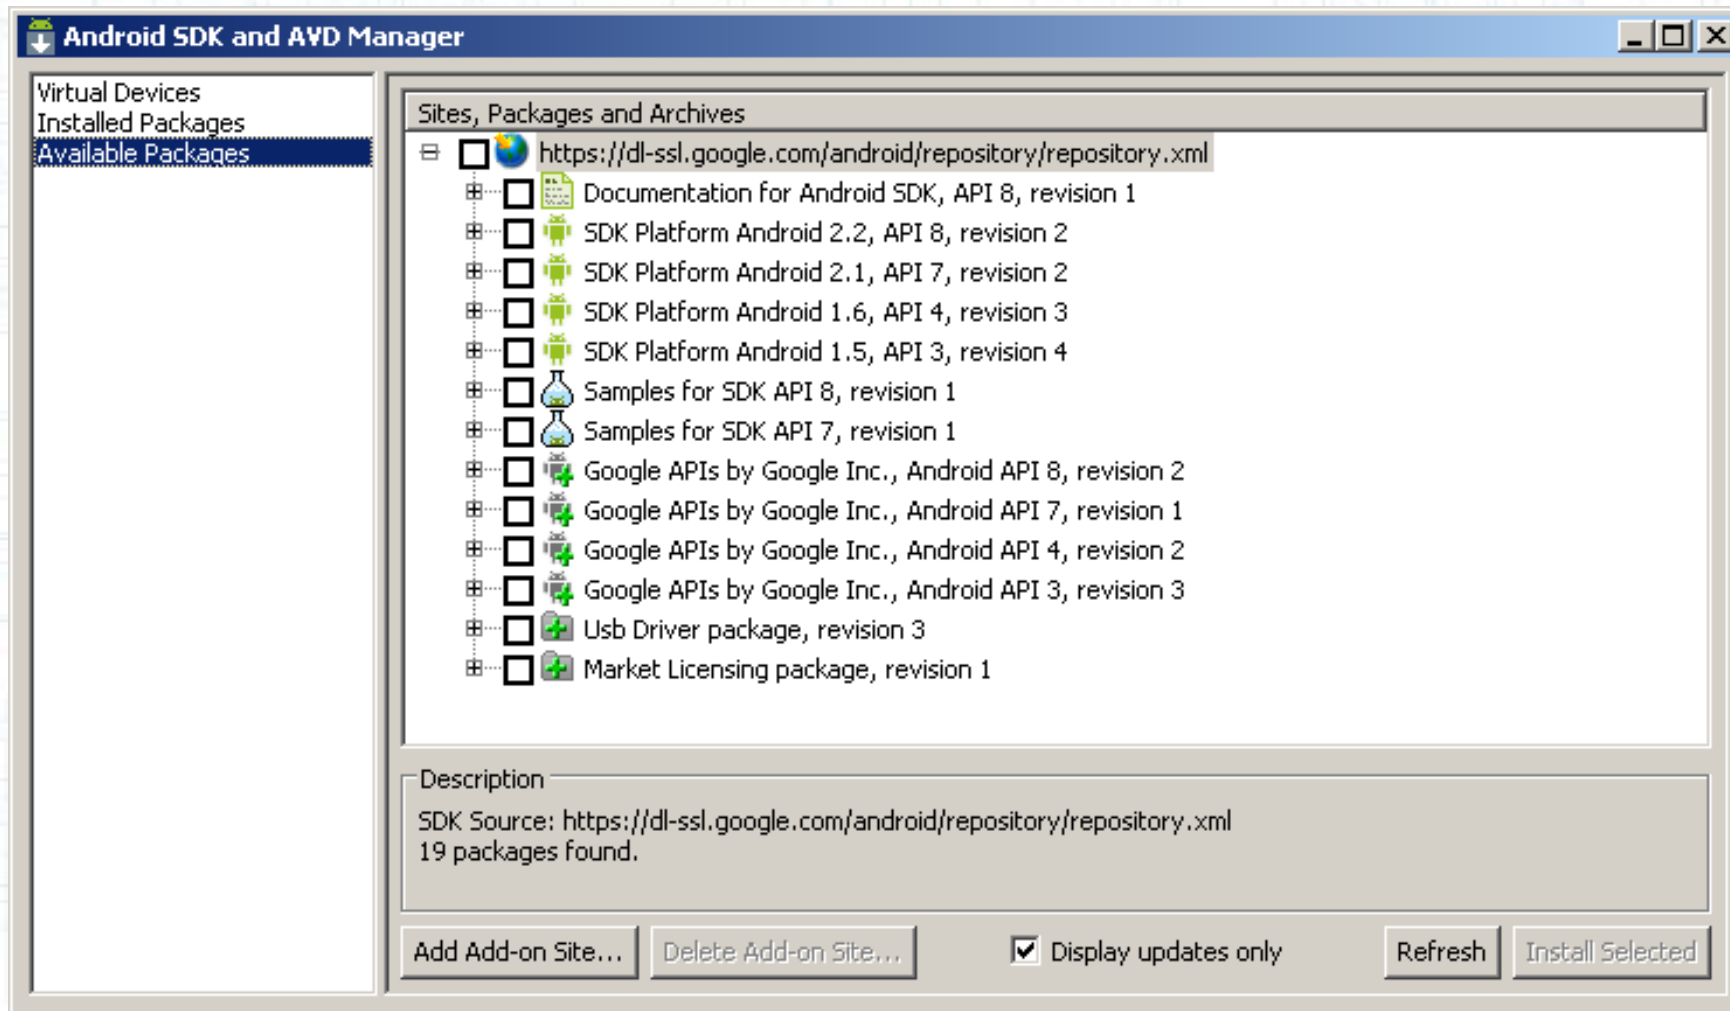 Android SDK and AVD Manager
Virtual Devices
Installed Packages
Available Packages
Sites, Packages and Archives
https://dl-ssl.google.com/android/repository/repository.xml
Documentation for Android SDK, API 8, revision 1
SDK Platform Android 2.2, API 8, revision 2
SDK Platform Android 2.1, API 7, revision 2
SDK Platform Android 1.6, API 4, revision 3
SDK Platform Android 1.5, API 3, revision 4
Samples for SDK API 8, revision 1
Samples for SDK API 7, revision 1
Google APIs by Google Inc., Android API 8, revision 2
Google APIs by Google Inc., Android API 7, revision 1
Google APIs by Google Inc., Android API 4, revision 2
Google APIs by Google Inc., Android API 3, revision 3
Usb Driver package, revision 3
Market Licensing package, revision 1
Description
SDK Source: https://dl-ssl.google.com/android/repository/repository.xml
19 packages found.
Add Add-on Site... Delete Add-on Site... Display updates only Refresh Install Selected